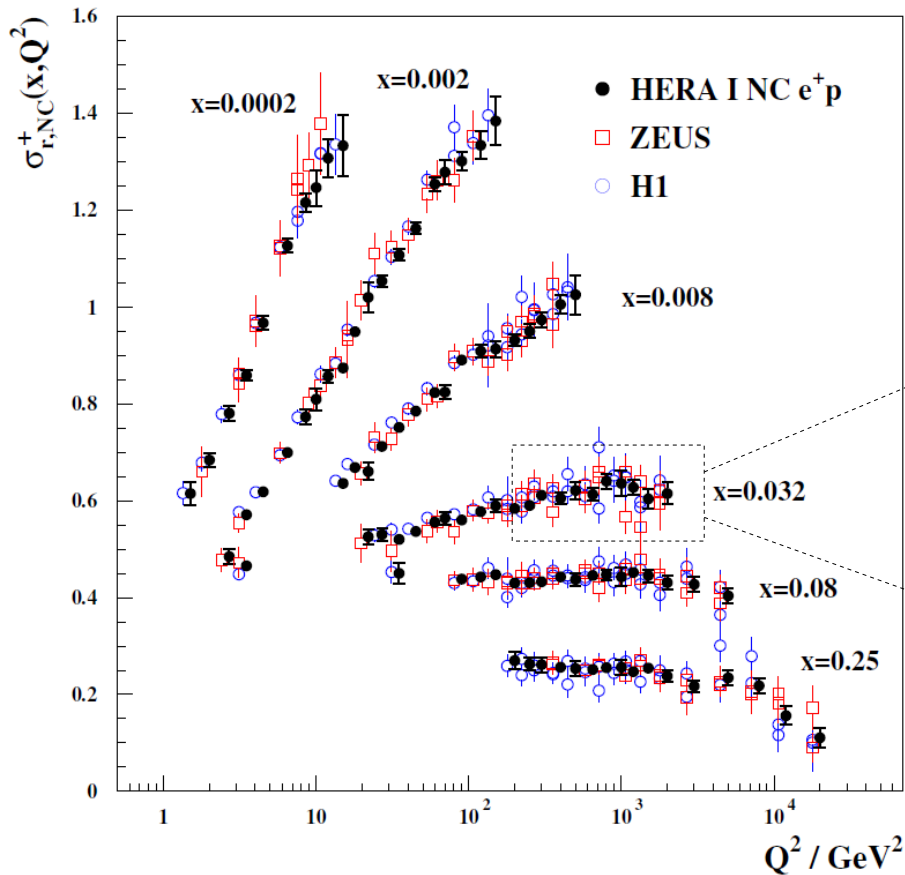 σ⁺r,NC(x,Q²)
1.6
1.4
1.2
1
0.8
0.6
0.4
0.2
0
x=0.0002
x=0.002
HERA I NC e⁺p
ZEUS
H1
x=0.008
x=0.032
x=0.08
x=0.25
1
10
10²
10³
10⁴
Q² / GeV²